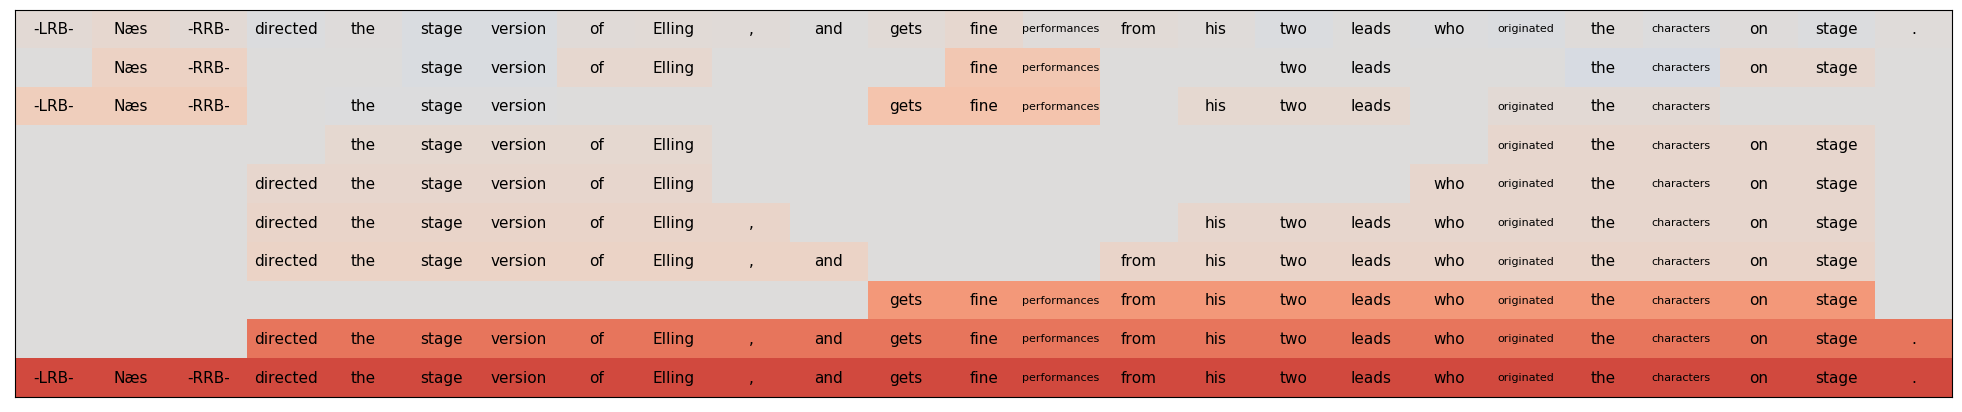 -LRB- Næs -RRB- directed the stage version of Elling , and gets fine performances from his two leads who originated the characters on stage .
Næs -RRB- stage version of Elling fine performances two leads the characters on stage
-LRB- Næs -RRB- the stage version gets fine performances his two leads originated the characters
the stage version of Elling originated the characters on stage
directed the stage version of Elling who originated the characters on stage
directed the stage version of Elling , his two leads who originated the characters on stage
directed the stage version of Elling , and from his two leads who originated the characters on stage
gets fine performances from his two leads who originated the characters on stage
directed the stage version of Elling , and gets fine performances from his two leads who originated the characters on stage .
-LRB- Næs -RRB- directed the stage version of Elling , and gets fine performances from his two leads who originated the characters on stage .